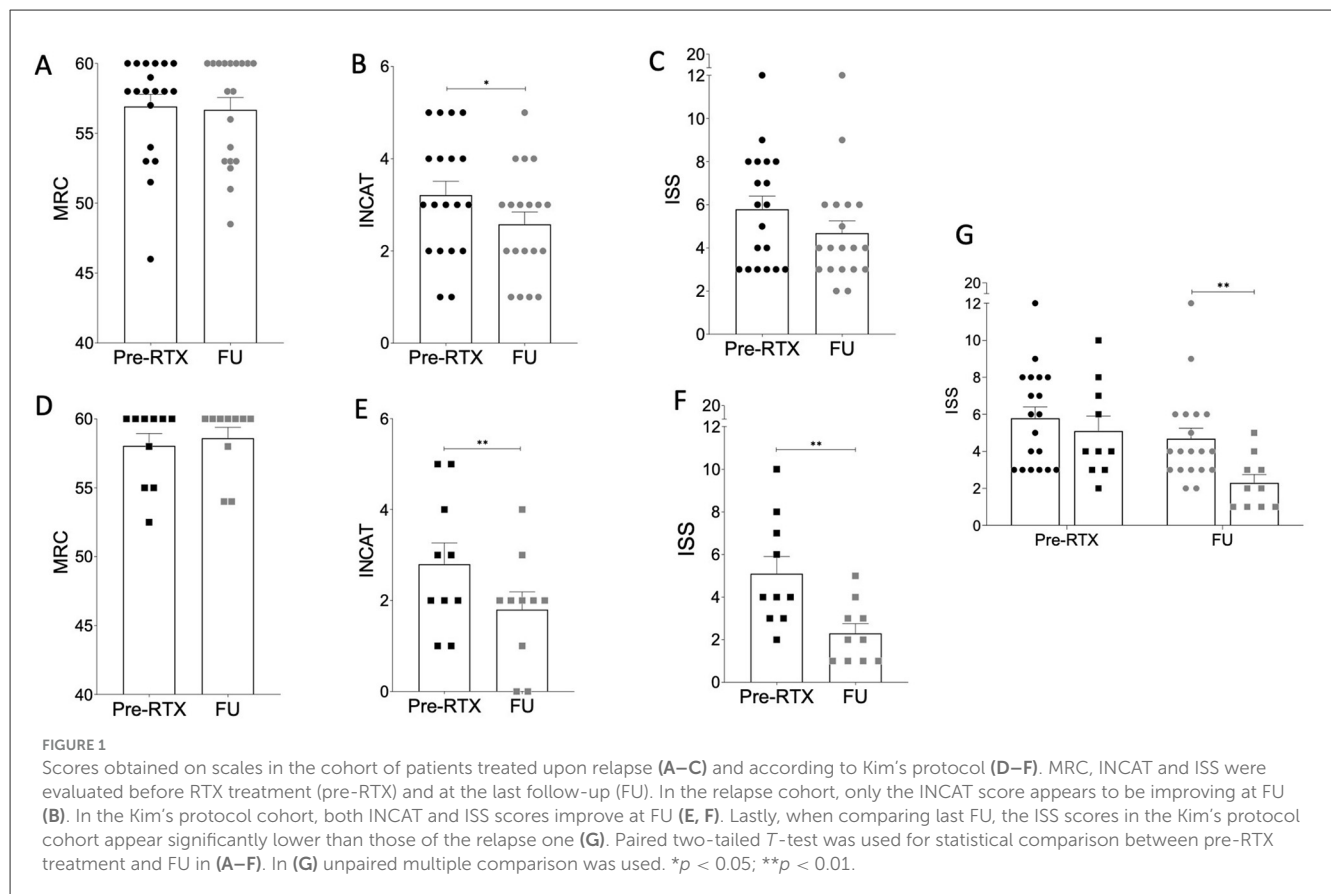 A
60
55
50
45
40
MRC
Pre-RTX FU
B
6
4
2
0
INCAT
*
Pre-RTX FU
C
20
12
10
8
6
4
2
0
ISS
Pre-RTX FU
D
60
55
50
45
40
MRC
Pre-RTX FU
E
6
4
2
0
INCAT
**
Pre-RTX FU
F
20
12
10
8
6
4
2
0
ISS
**
Pre-RTX FU
G
20
12
10
8
6
4
2
0
ISS
**
Pre-RTX FU
FIGURE 1
Scores obtained on scales in the cohort of patients treated upon relapse (A–C) and according to Kim's protocol (D–F). MRC, INCAT and ISS were
evaluated before RTX treatment (pre-RTX) and at the last follow-up (FU). In the relapse cohort, only the INCAT score appears to be improving at FU
(B). In the Kim's protocol cohort, both INCAT and ISS scores improve at FU (E, F). Lastly, when comparing last FU, the ISS scores in the Kim's protocol
cohort appear significantly lower than those of the relapse one (G). Paired two-tailed T-test was used for statistical comparison between pre-RTX
treatment and FU in (A–F). In (G) unpaired multiple comparison was used. *p < 0.05; **p < 0.01.